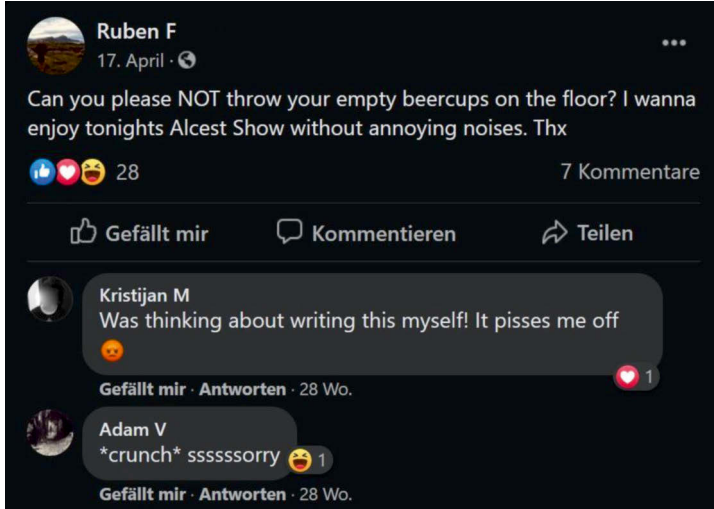 Ruben F
17. April ·
Can you please NOT throw your empty beercups on the floor? I wanna
enjoy tonights Alcest Show without annoying noises. Thx
28
7 Kommentare
Gefällt mir
Kommentieren
Teilen
Kristijan M
Was thinking about writing this myself! It pisses me off
1
Gefällt mir · Antworten · 28 Wo.
Adam V
*crunch* ssssssorry
1
Gefällt mir · Antworten · 28 Wo.